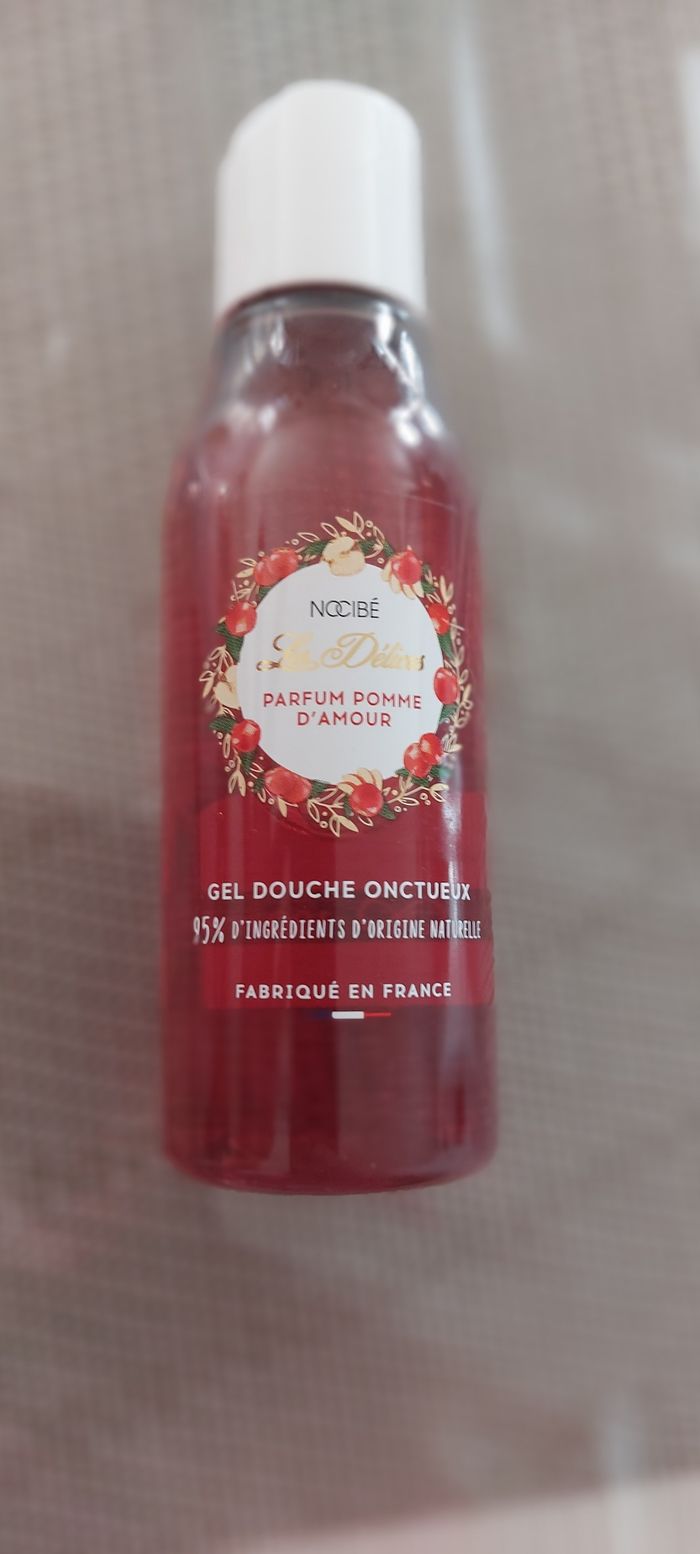 NOCIBÉ
Les Délices
PARFUM POMME
D'AMOUR
GEL DOUCHE ONCTUEUX
95% D'INGRÉDIENTS D'ORIGINE NATURELLE
FABRIQUÉ EN FRANCE